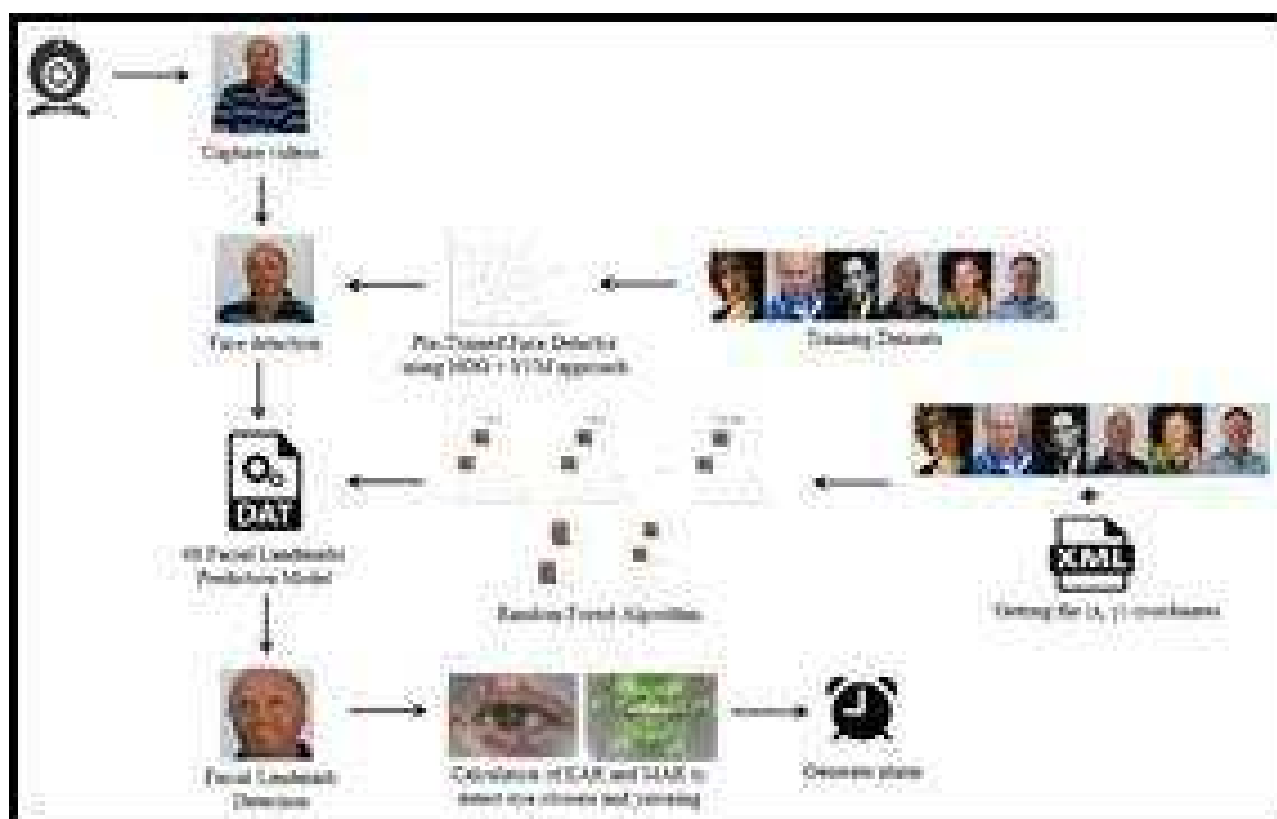 Capture videos
Face detection
Pre-Trained Face Detector
using HOG + SVM approach
Training Datasets
DAT
68 Facial Landmarks
Prediction Model
Random Forest Algorithm
XML
Getting the (x, y) coordinates
Facial Landmark
Detection
Calculation of EAR and MAR to
detect eye closure and yawning
Generate alarm